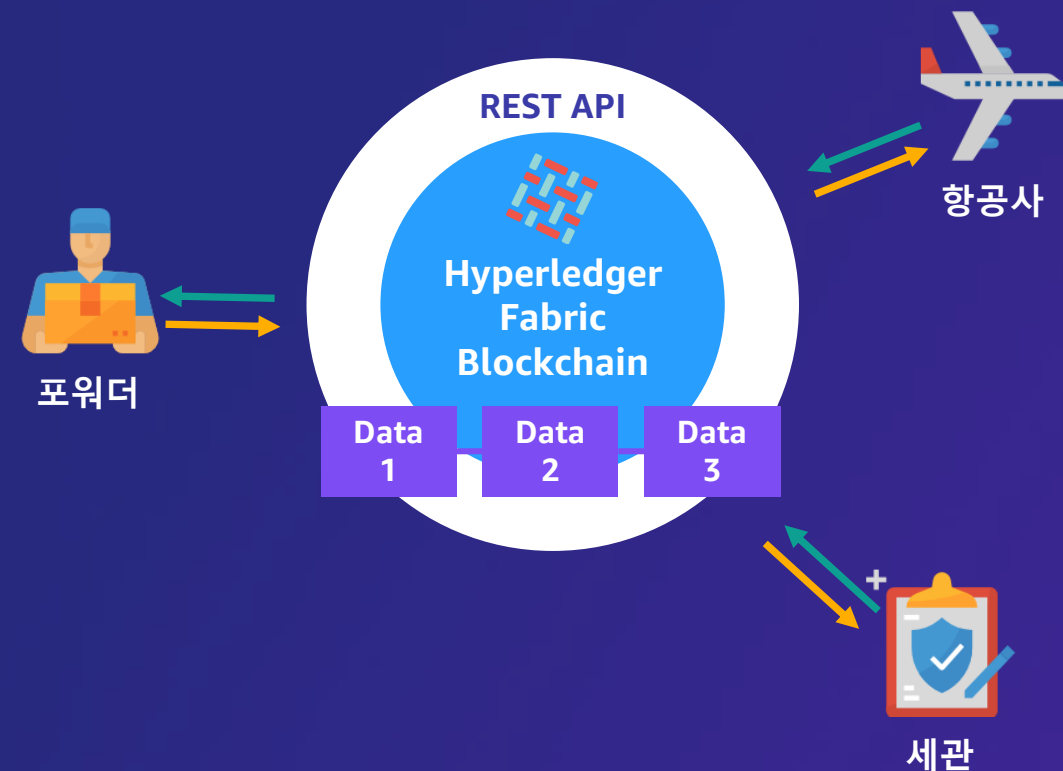 REST API
항공사
Hyperledger
Fabric
Blockchain
포워더
Data
1
Data
2
Data
3
세관